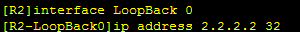 [R2]interface LoopBack 0
[R2-LoopBack0]ip address 2.2.2.2 32